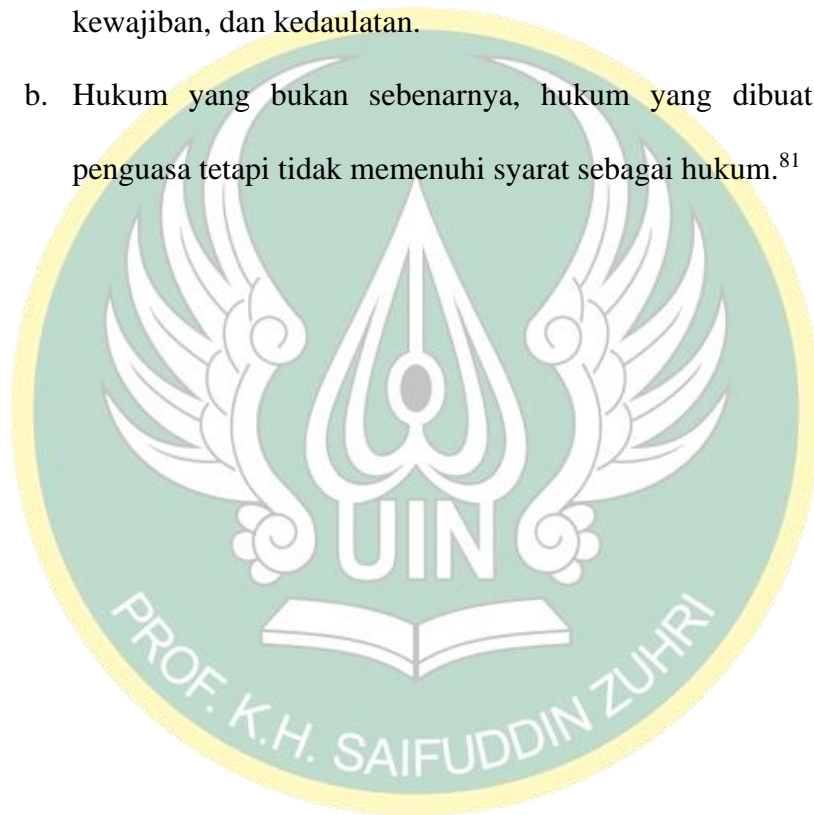 kewajiban, dan kedaulatan.
b. Hukum yang bukan sebenarnya, hukum yang dibuat
penguasa tetapi tidak memenuhi syarat sebagai hukum.81
UIN
PROF. K.H. SAIFUDDIN ZUHRI